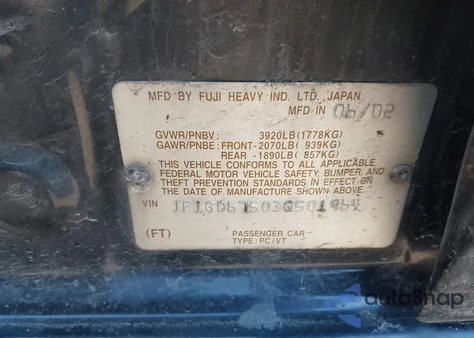 MFD BY FUJI HEAVY IND. LTD., JAPAN
MFD IN 06/02
GVWR/PNBV: 3920LB(1778KG)
GAWR/PNBE: FRONT-2070LB( 939KG)
REAR -1890LB( 857KG)
THIS VEHICLE CONFORMS TO ALL APPLICABLE
FEDERAL MOTOR VEHICLE SAFETY, BUMPER, AND
THEFT PREVENTION STANDARDS IN EFFECT ON
THE DATE OF MANUFACTURE SHOWN ABOVE.
VIN
(FT) PASSENGER CAR
TYPE: PC/VT
autoSnap